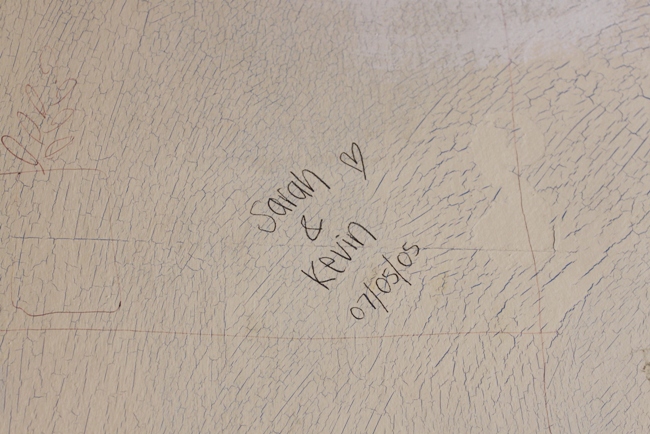 Sarah ♡
&
Kevin
07/05/05